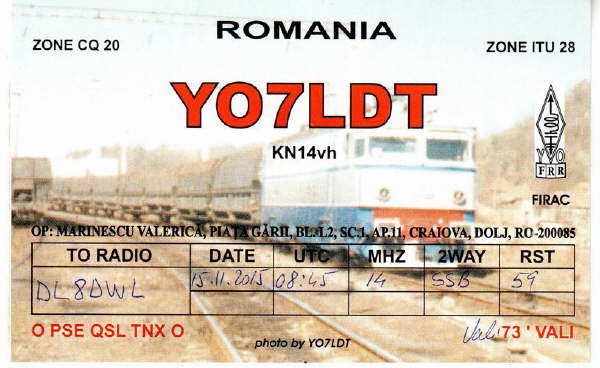 ROMANIA
ZONE CQ 20
ZONE ITU 28
YO7LDT
KN14vh
YO
FRR
FIRAC
OP: MARINESCU VALERICA, PIAŢA GĂRII, BL.L2, SC.1, AP.11, CRAIOVA, DOLJ, RO-200085
TO RADIO DATE UTC MHZ 2WAY RST
DL8DWL 15.11.2015 08:45 14 SSB 59
O PSE QSL TNX O
Vali 73 ' VALI
photo by YO7LDT